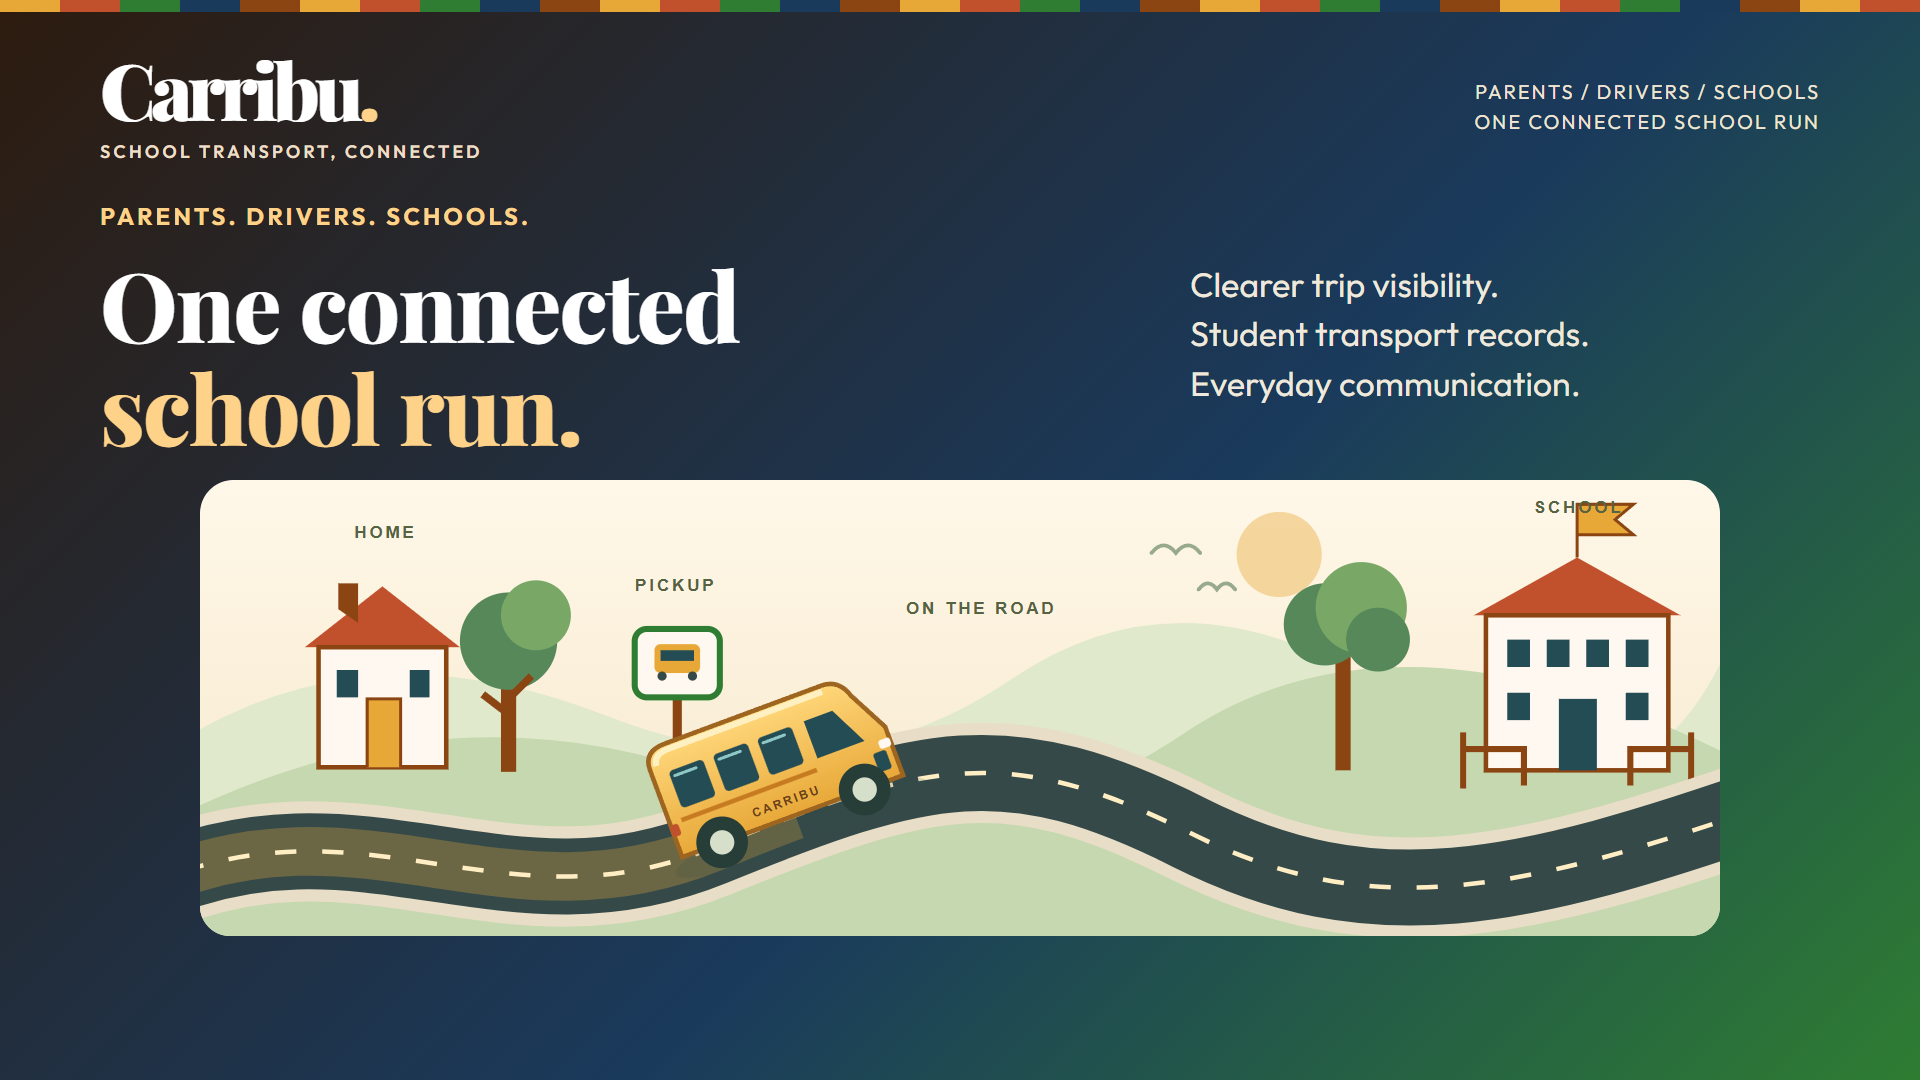 Carribu.
SCHOOL TRANSPORT, CONNECTED
PARENTS / DRIVERS / SCHOOLS
ONE CONNECTED SCHOOL RUN
PARENTS. DRIVERS. SCHOOLS.
One connected
school run.
Clearer trip visibility.
Student transport records.
Everyday communication.
HOME
PICKUP
ON THE ROAD
SCHOOL
CARRIBU